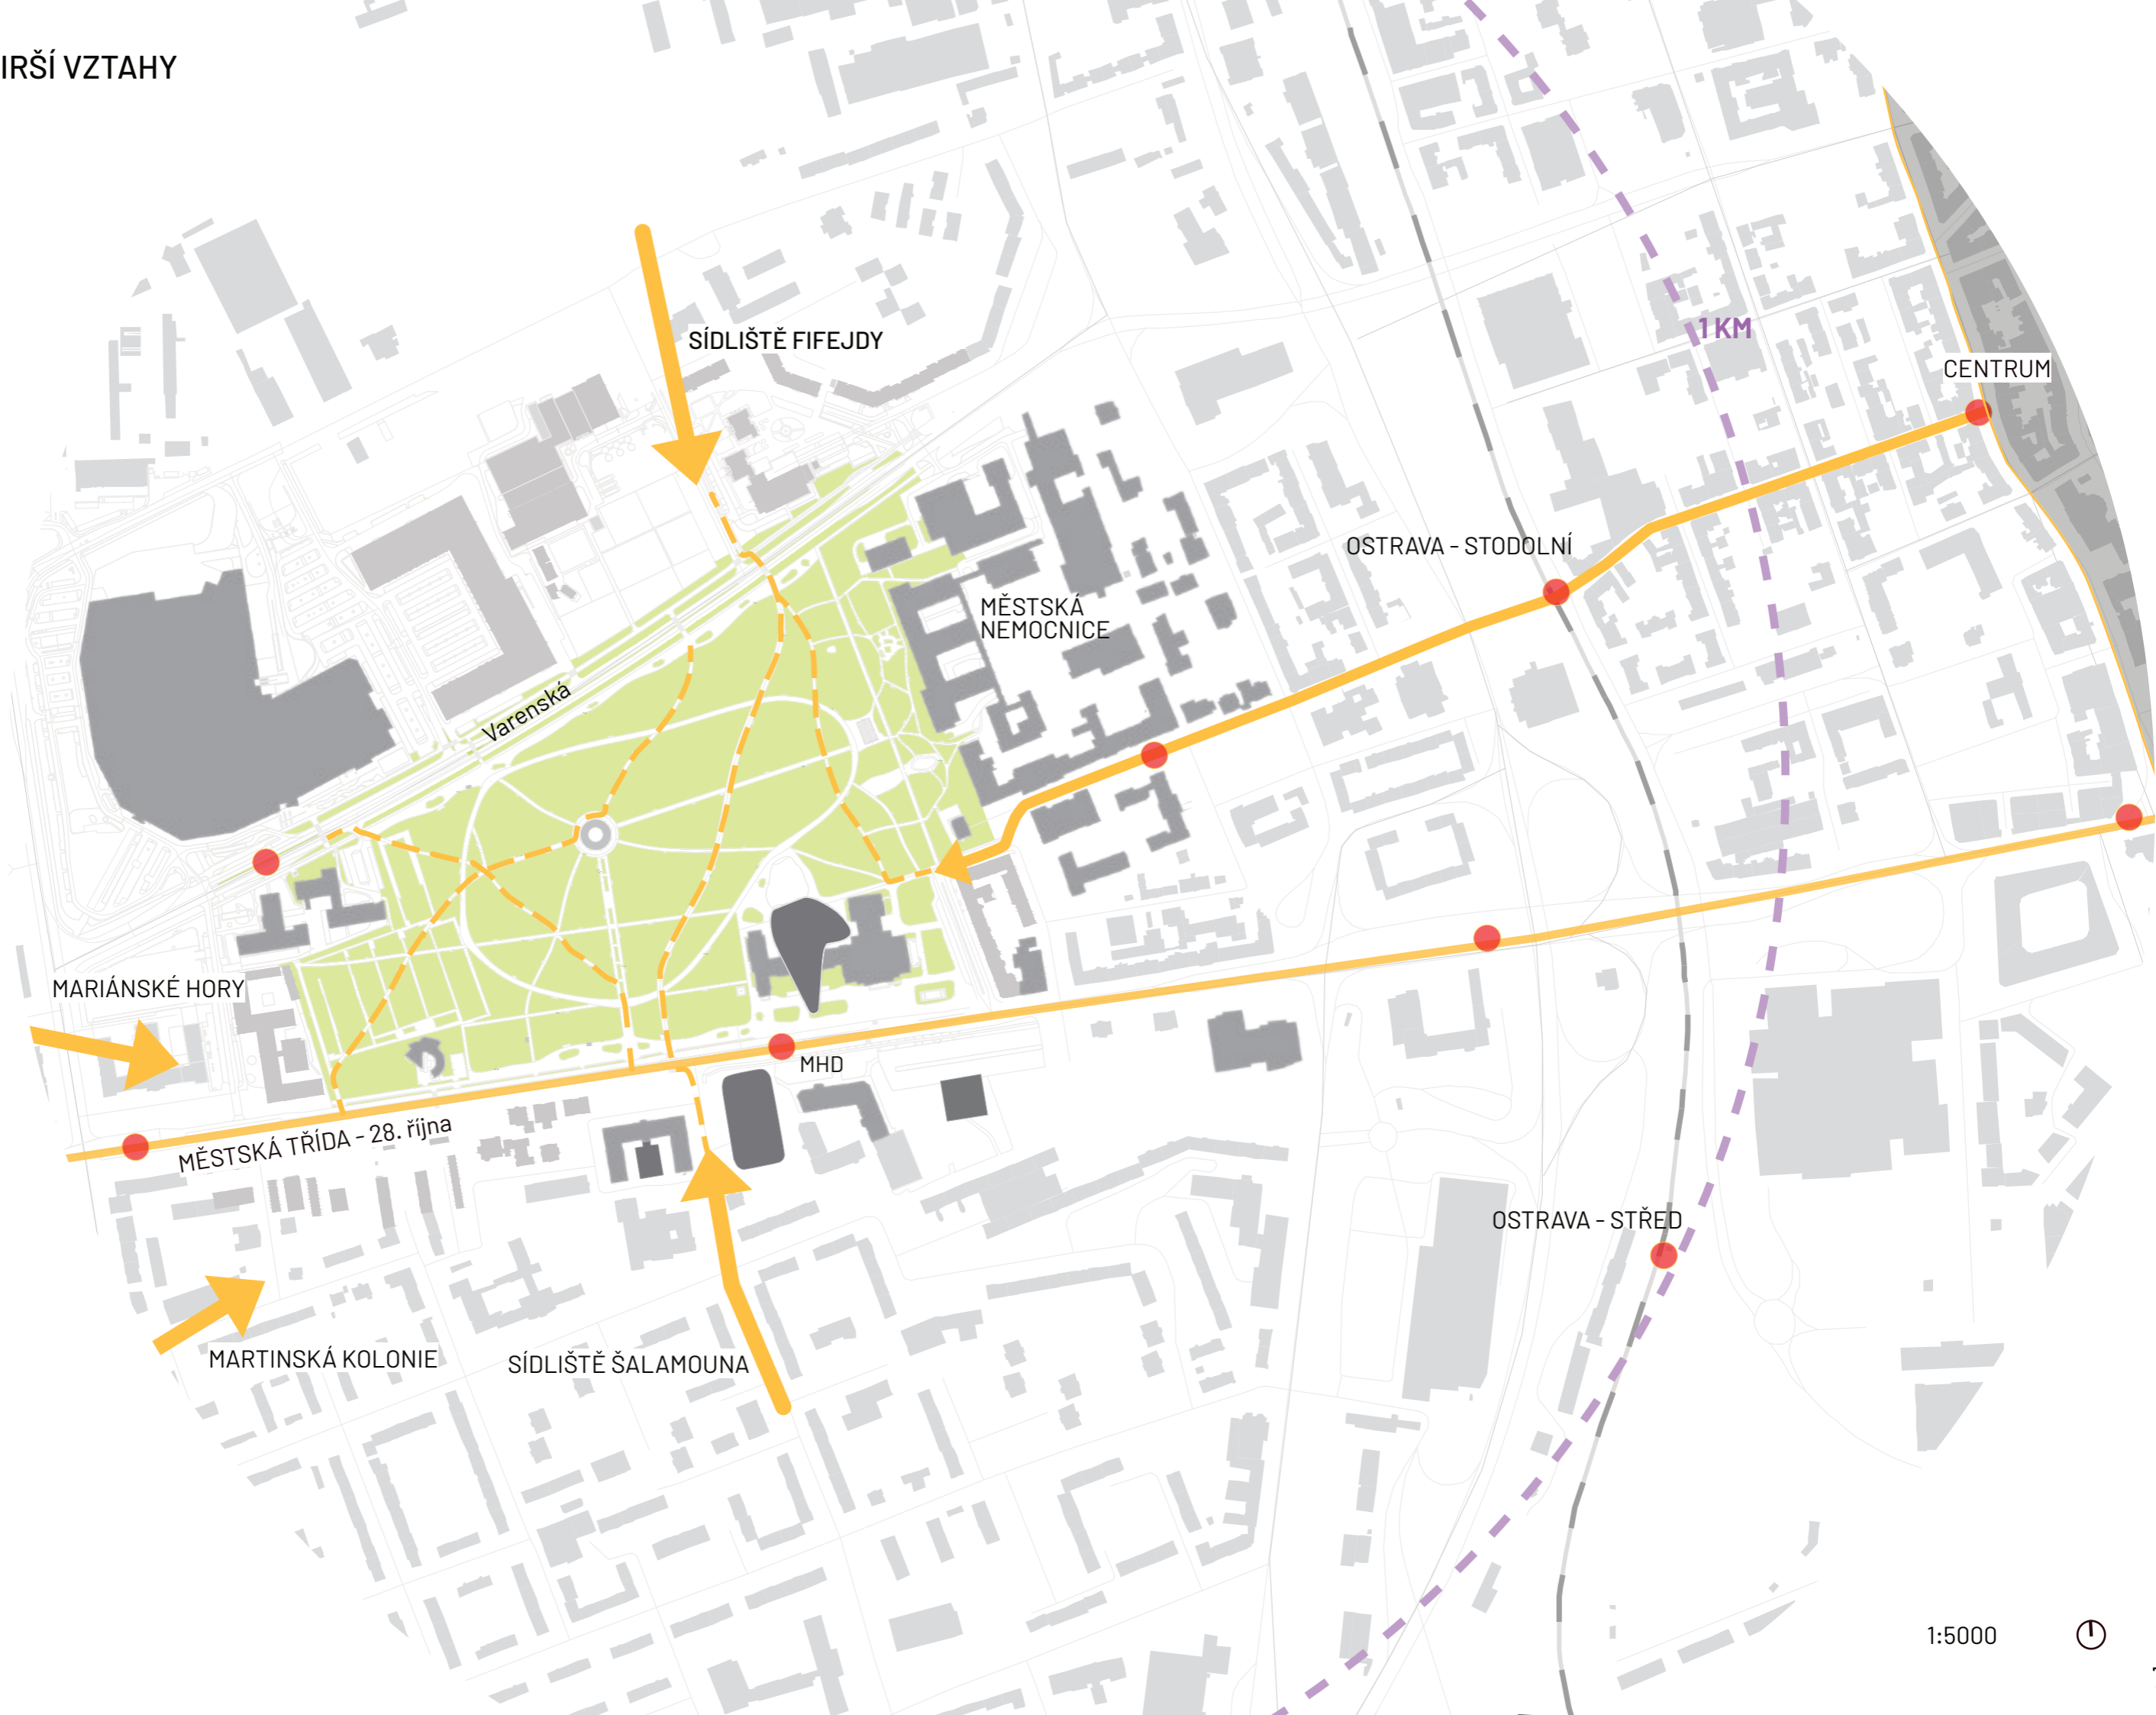 IRŠÍ VZTAHY
SÍDLIŠTĚ FIFEJDY
1 KM
CENTRUM
OSTRAVA - STODOLNÍ
MĚSTSKÁ
NEMOCNICE
Varenská
MARIÁNSKÉ HORY
MHD
MĚSTSKÁ TŘÍDA - 28. října
OSTRAVA - STŘED
MARTINSKÁ KOLONIE
SÍDLIŠTĚ ŠALAMOUNA
1:5000